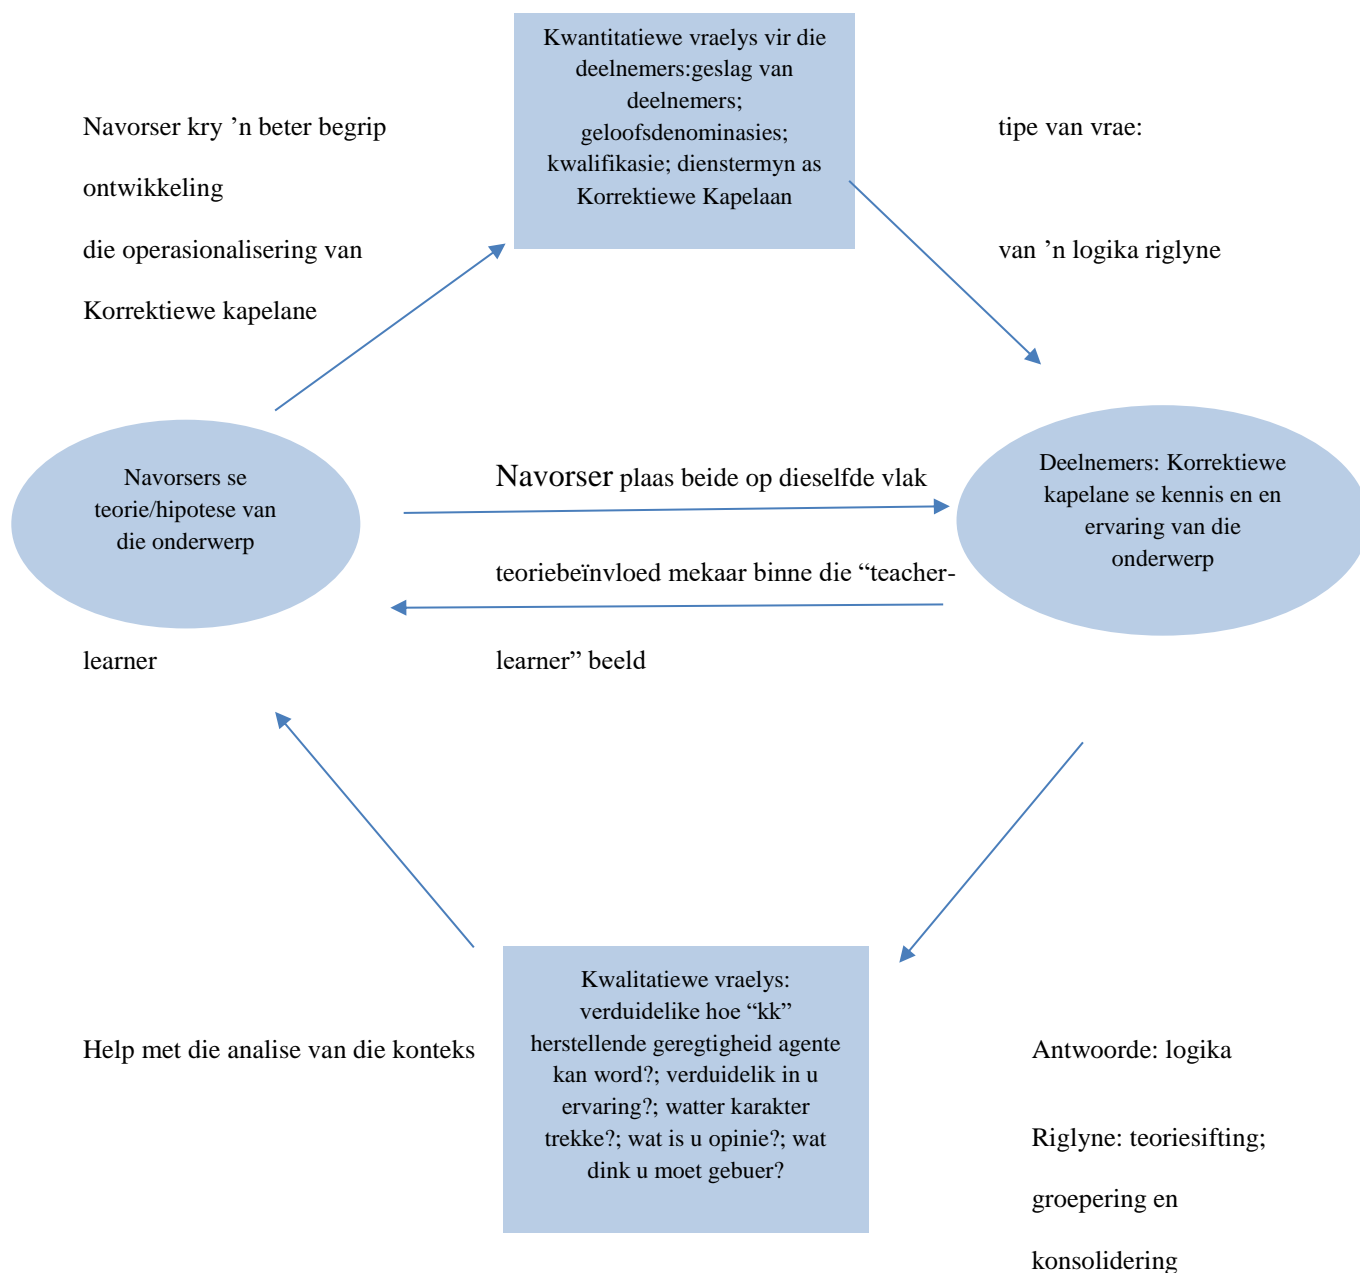 Kwantitatiewe vraelys vir die
deelnemers:geslag van
deelnemers;
geloofsdenominasies;
kwalifikasie; dienstermyn as
Korrektiewe Kapelaan
Navorser kry ’n beter begrip
ontwikkeling
die operasionalisering van
Korrektiewe kapelane
tipe van vrae:
van ’n logika riglyne
Navorsers se
teorie/hipotese van
die onderwerp
Navorser plaas beide op dieselfde vlak
teoriebeïnvloed mekaar binne die “teacher-
learner
learner” beeld
Deelnemers: Korrektiewe
kapelane se kennis en en
ervaring van die
onderwerp
Help met die analise van die konteks
Kwalitatiewe vraelys:
verduidelike hoe “kk”
herstellende geregtigheid agente
kan word?; verduidelik in u
ervaring?; watter karakter
trekke?; wat is u opinie?; wat
dink u moet gebuer?
Antwoorde: logika
Riglyne: teoriesifting;
groepering en
konsolidering